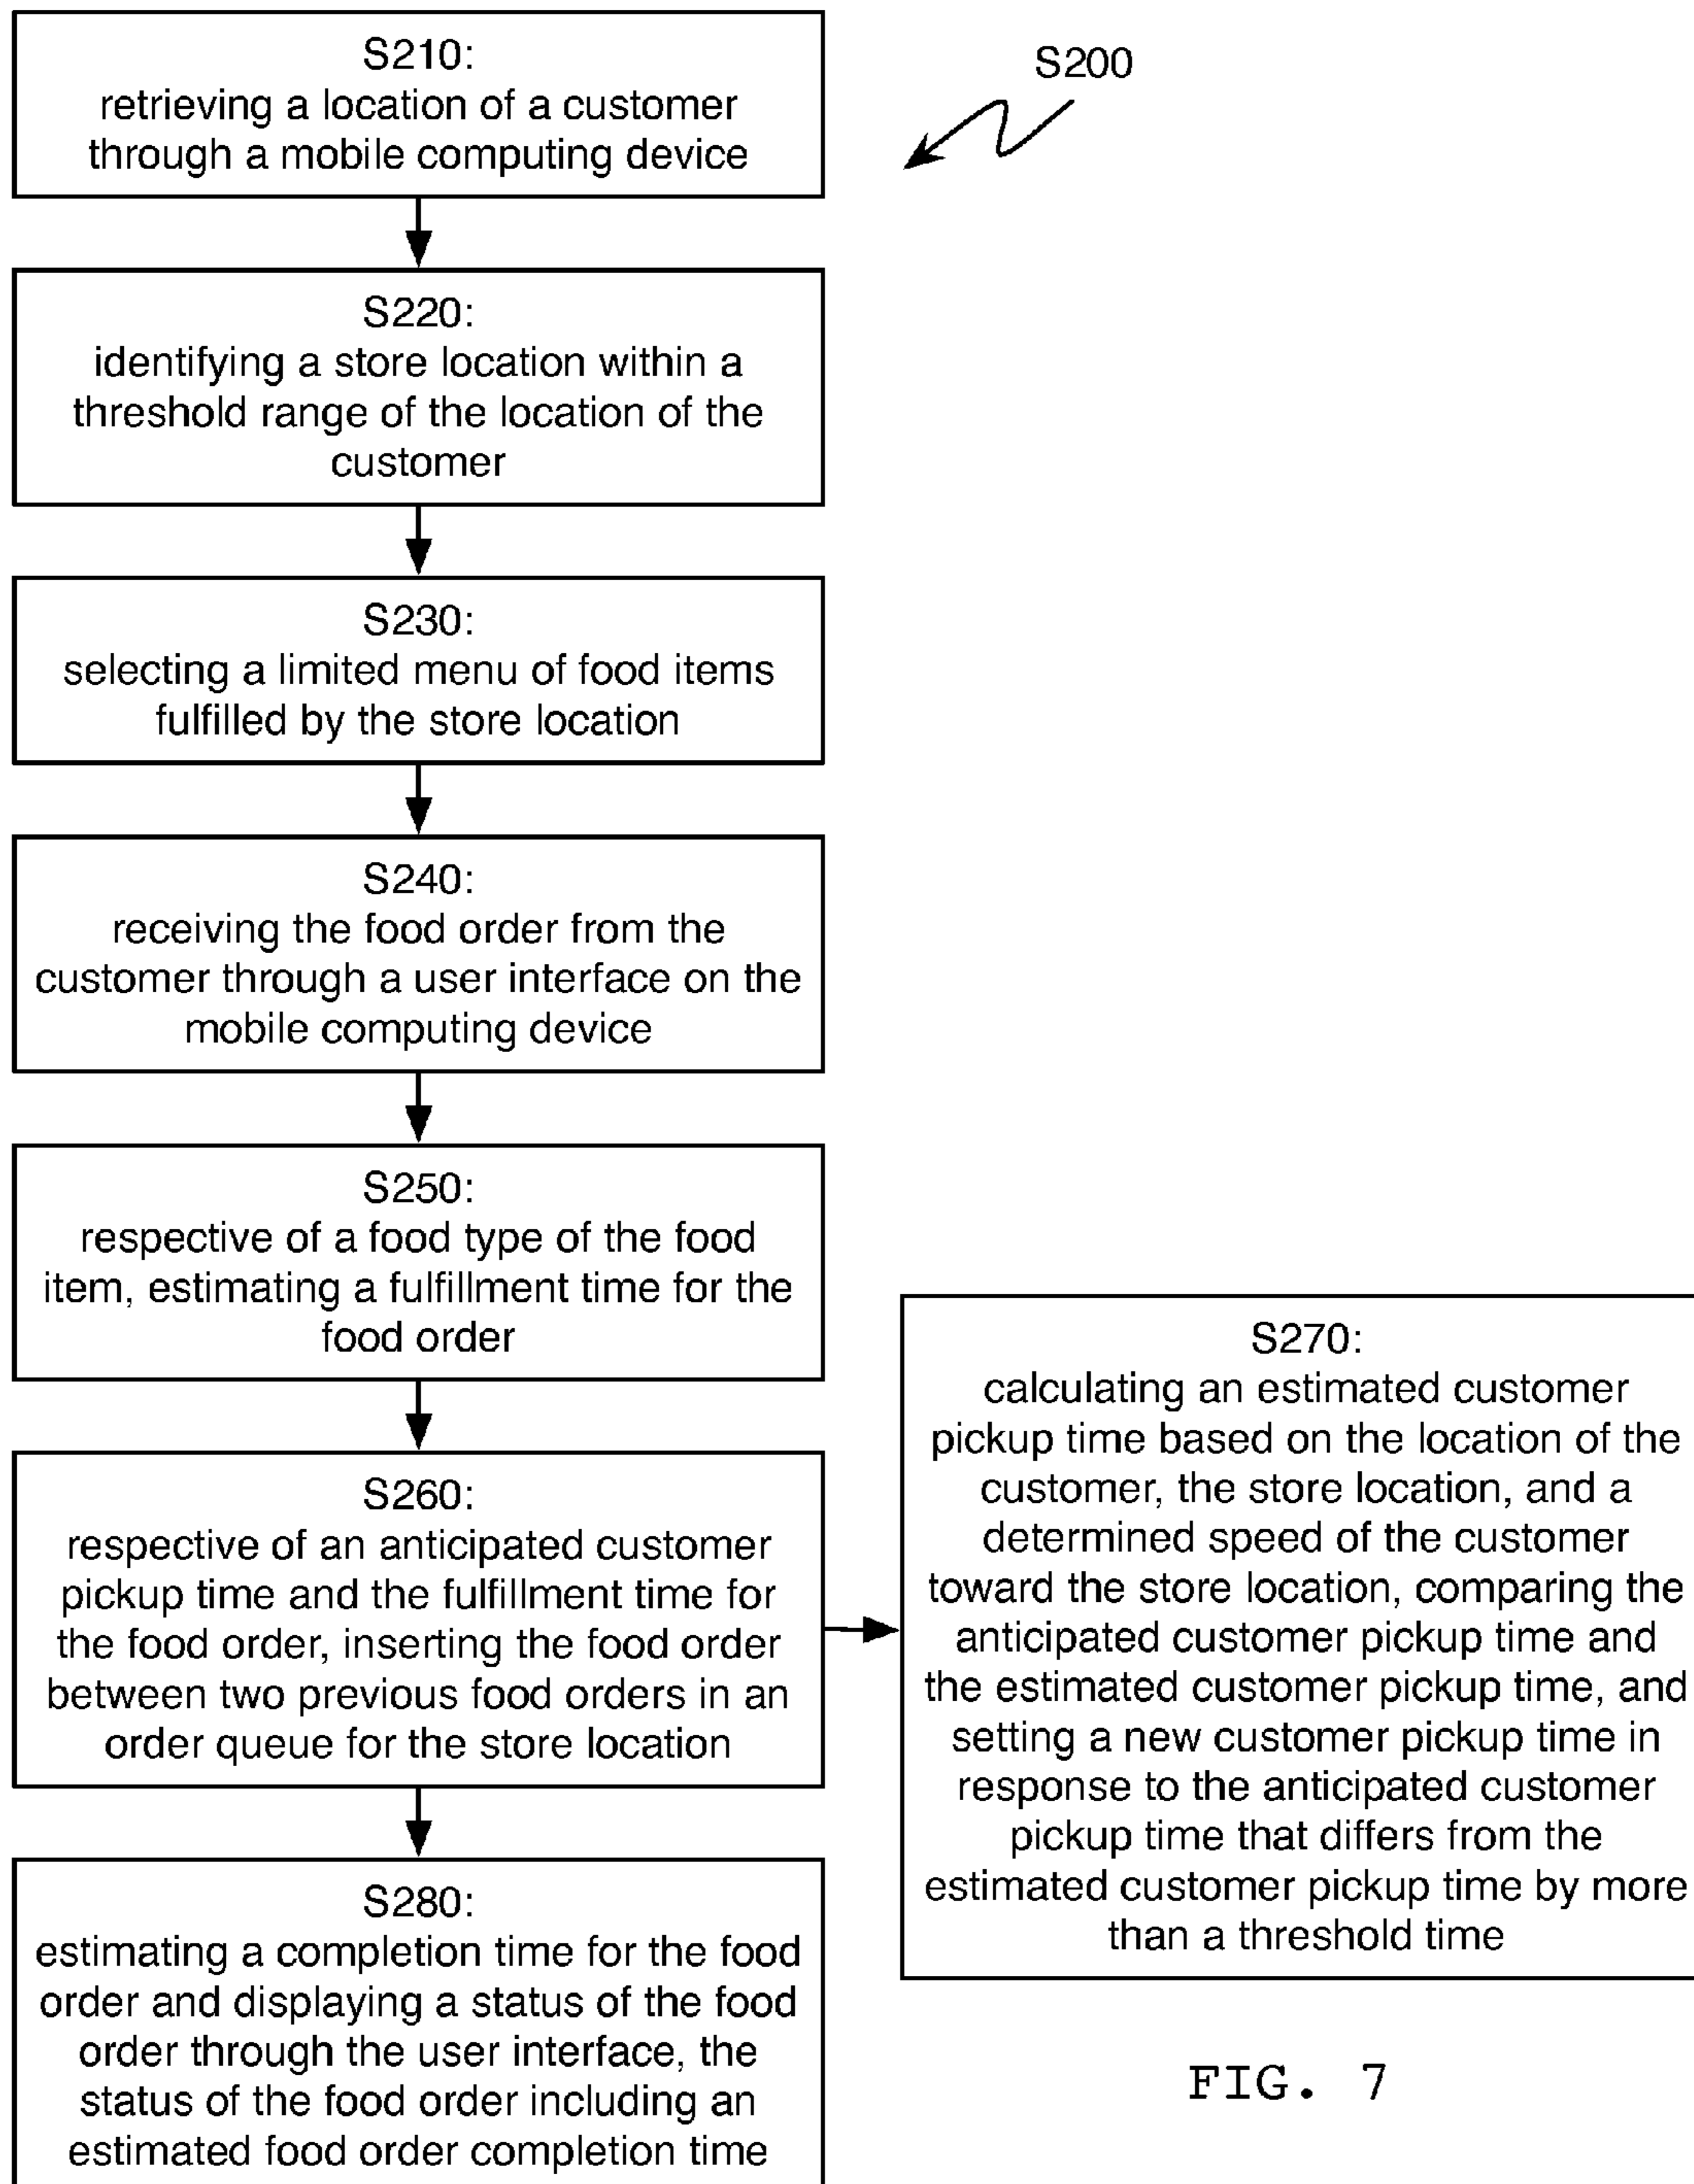 S210:
retrieving a location of a customer
through a mobile computing device
S200
S220:
identifying a store location within a
threshold range of the location of the
customer
S230:
selecting a limited menu of food items
fulfilled by the store location
S240:
receiving the food order from the
customer through a user interface on the
mobile computing device
S250:
respective of a food type of the food
item, estimating a fulfillment time for the
food order
S260:
respective of an anticipated customer
pickup time and the fulfillment time for
the food order, inserting the food order
between two previous food orders in an
order queue for the store location
S270:
calculating an estimated customer
pickup time based on the location of the
customer, the store location, and a
determined speed of the customer
toward the store location, comparing the
anticipated customer pickup time and
the estimated customer pickup time, and
setting a new customer pickup time in
response to the anticipated customer
pickup time that differs from the
estimated customer pickup time by more
than a threshold time
S280:
estimating a completion time for the food
order and displaying a status of the food
order through the user interface, the
status of the food order including an
estimated food order completion time
FIG. 7